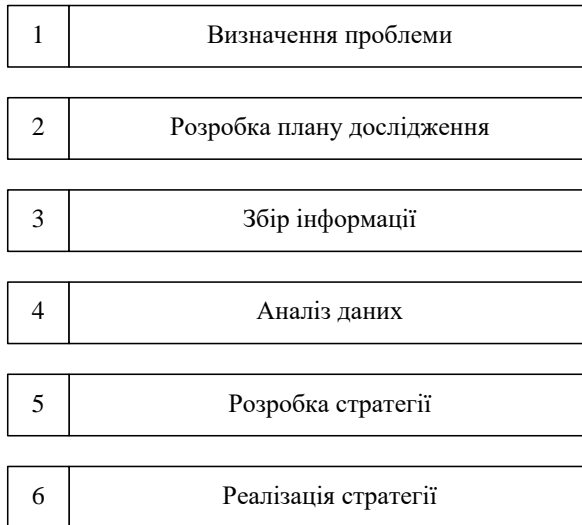 1 Визначення проблеми
2 Розробка плану дослідження
3 Збір інформації
4 Аналіз даних
5 Розробка стратегії
6 Реалізація стратегії